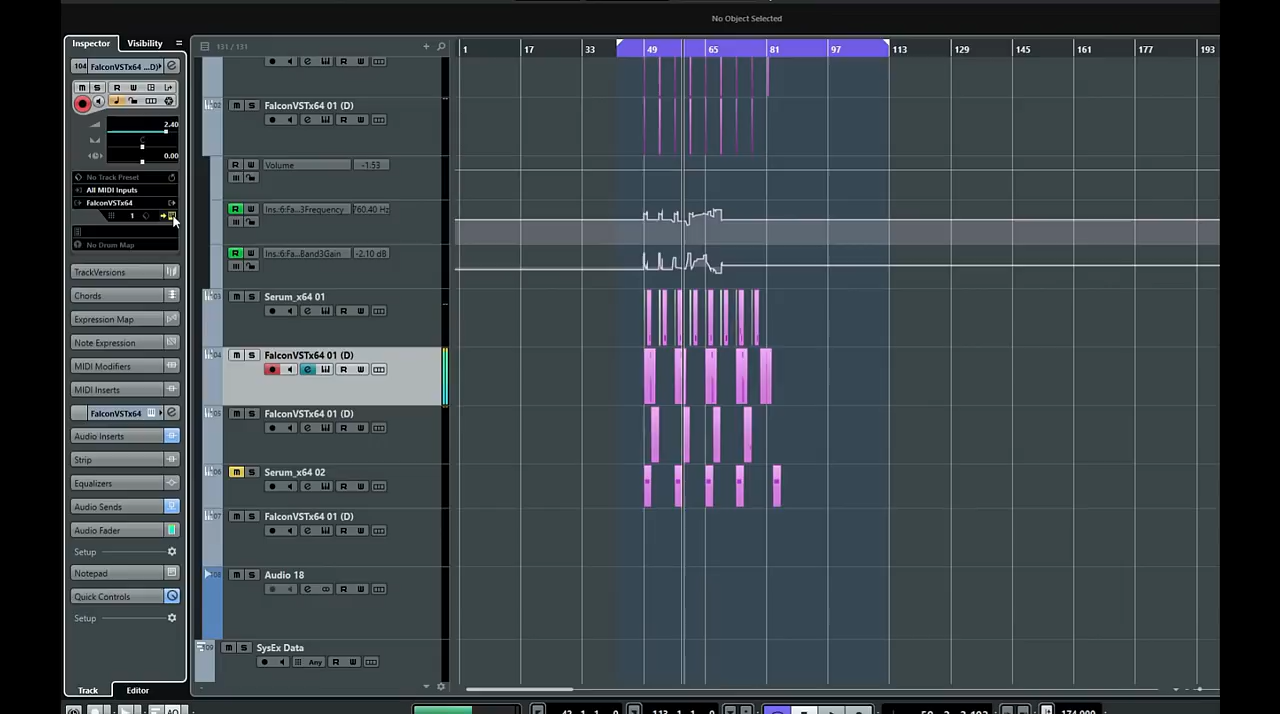 No Object Selected
Inspector Visibility
131 / 131
1 17 33 49 65 81 97 113 129 145 161 177 193
104 FalconVSTx64 ...D)
M S R W
2.40
C
0.00
No Track Preset
All MIDI Inputs
FalconVSTx64
1
No Drum Map
TrackVersions
Chords
Expression Map
Note Expression
MIDI Modifiers
MIDI Inserts
FalconVSTx64
Audio Inserts
Strip
Equalizers
Audio Sends
Audio Fader
Setup
Notepad
Quick Controls
Setup
Track Editor
R W
M S FalconVSTx64 01 (D)
R W
R W Volume -1.53
R W Ins.:6:Fa...3Frequency 760.40 Hz
R W Ins.:6:Fa...Band3Gain -2.10 dB
M S Serum_x64 01
R W
M S FalconVSTx64 01 (D)
R W
M S FalconVSTx64 01 (D)
R W
M S Serum_x64 02
R W
M S FalconVSTx64 01 (D)
R W
M S Audio 18
R W
M S SysEx Data
Any R W
174.000